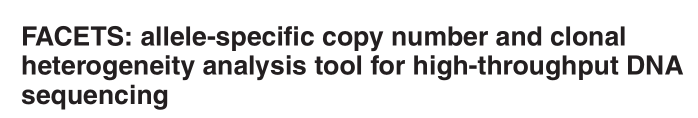 FACETS: allele-specific copy number and clonal
heterogeneity analysis tool for high-throughput DNA
sequencing